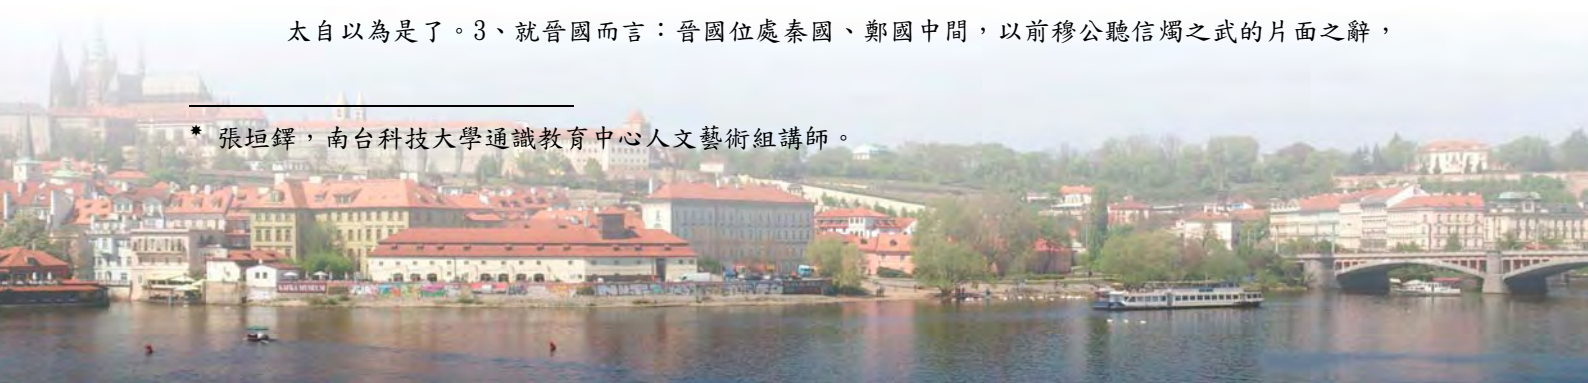 太自以為是了。3、就晉國而言：晉國位處秦國、鄭國中間，以前穆公聽信燭之武的片面之辭，
* 張垣鐸，南台科技大學通識教育中心人文藝術組講師。
KAFKA MUSEUM